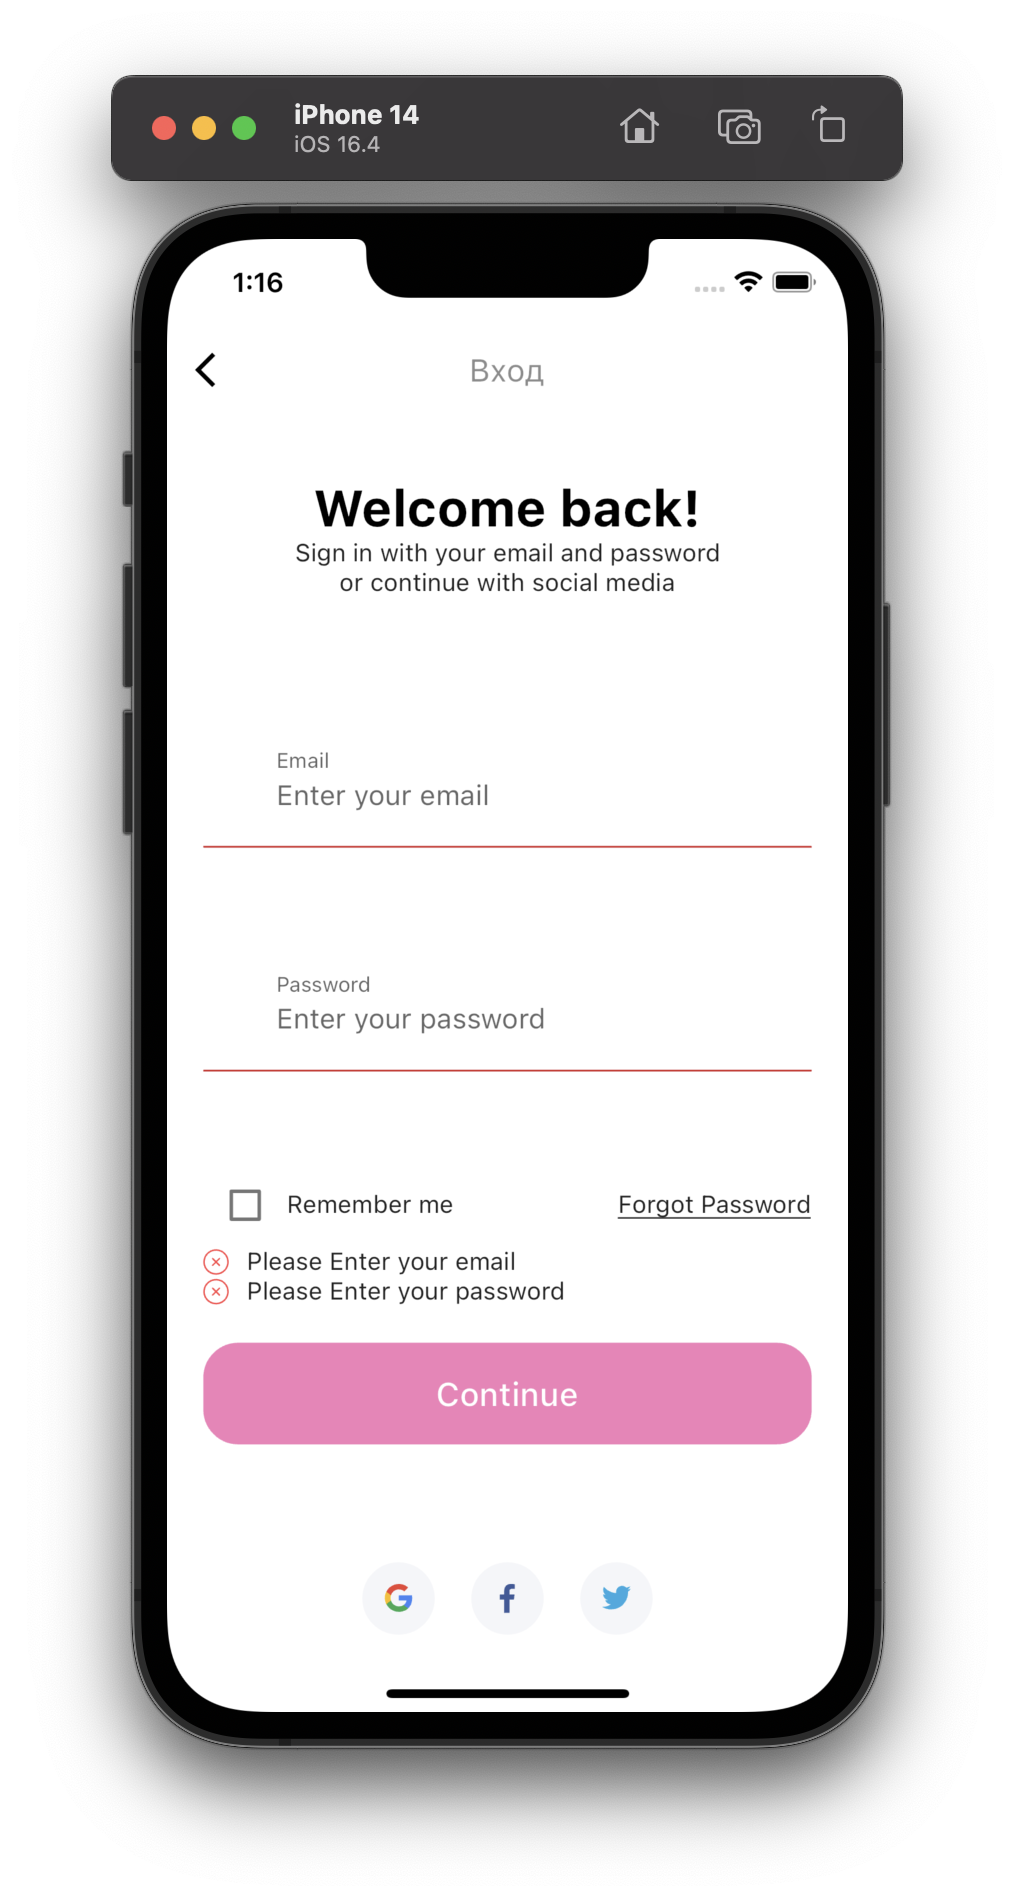 iPhone 14
iOS 16.4
1:16
Вход
Welcome back!
Sign in with your email and password
or continue with social media
Email
Enter your email
Password
Enter your password
Remember me
Forgot Password
Please Enter your email
Please Enter your password
Continue